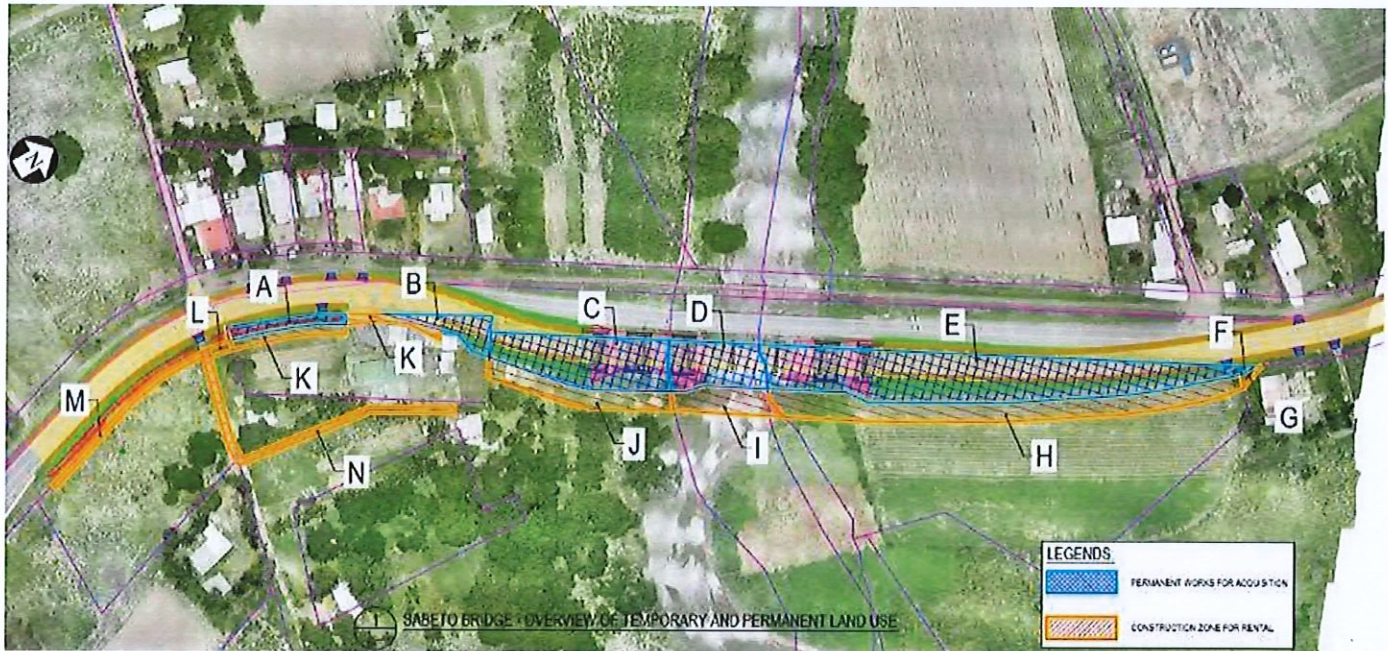 N
A
B
C
D
E
F
L
K
K
M
N
J
I
H
G
LEGENDS
PERMANENT WORKS FOR ACQUISITION
CONSTRUCTION ZONE FOR RENTAL
1 SABETO BRIDGE - OVERVIEW OF TEMPORARY AND PERMANENT LAND USE